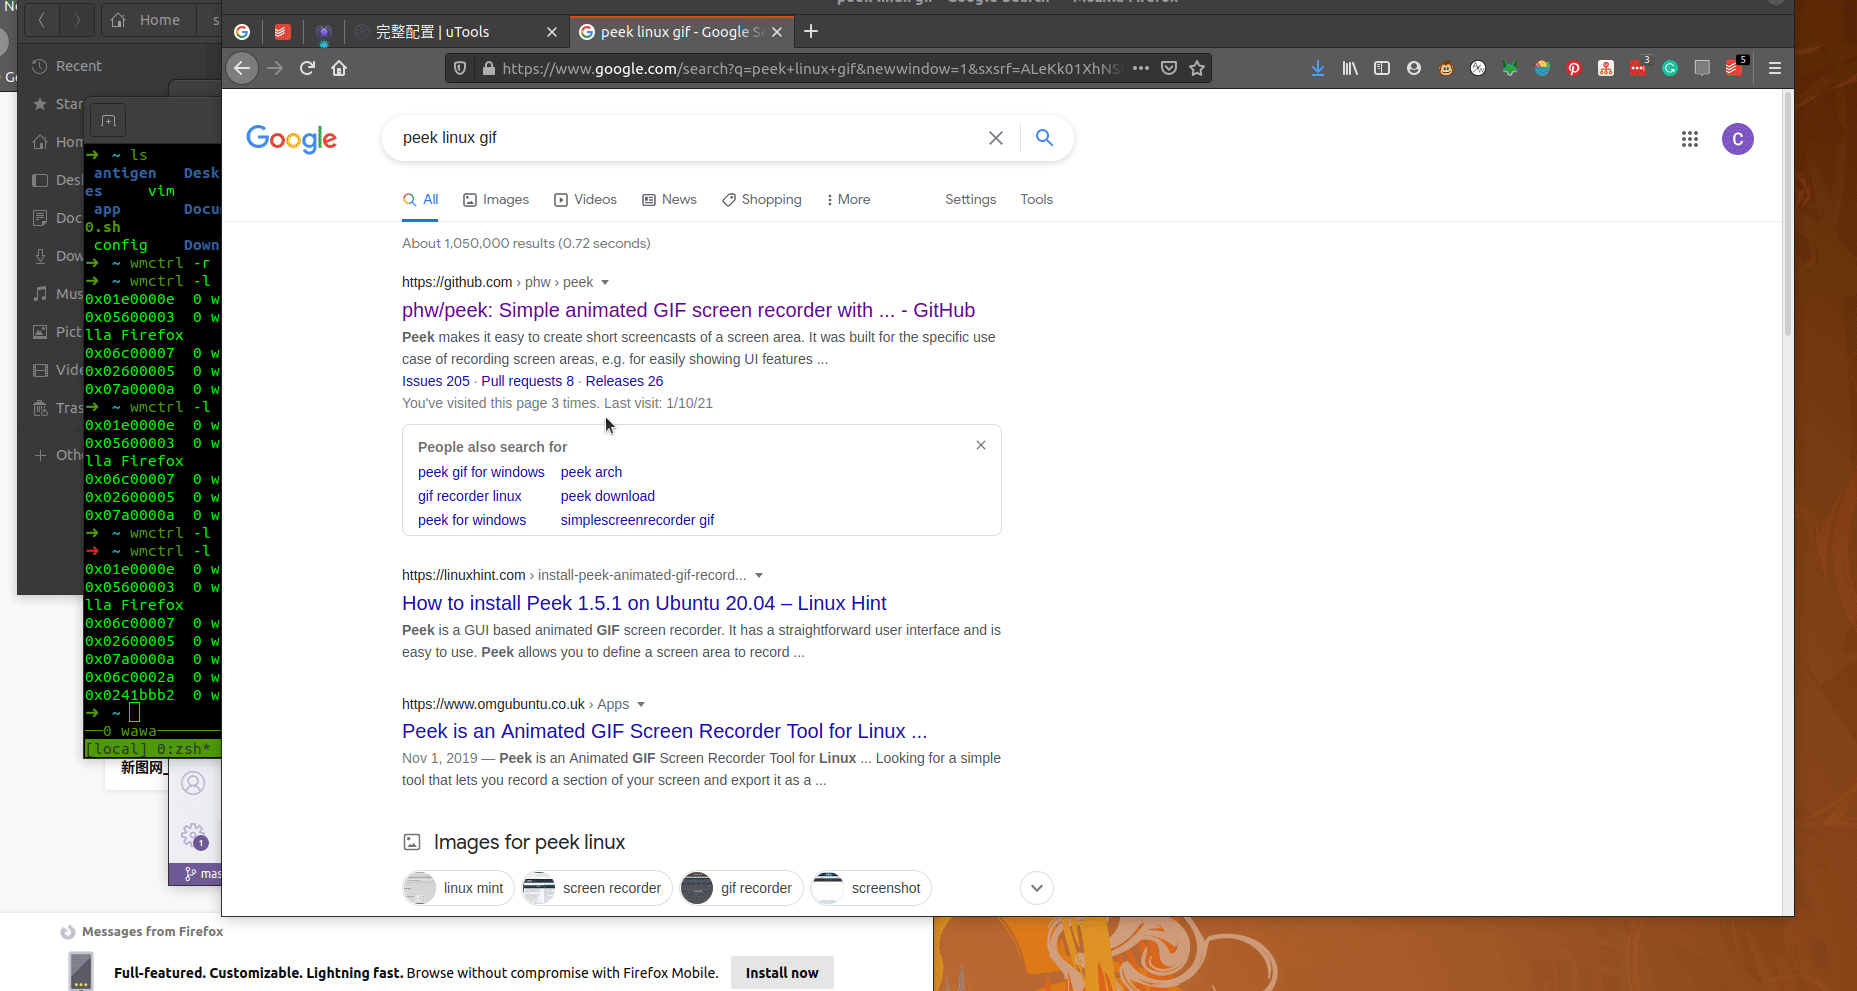 Home
Recent
Star
Hom
Desk
Doc
Dow
Mus
Pict
Vide
Tras
Othe
→ ~ ls
antigen Desk
es vim
app Docu
0.sh
config Down
→ ~ wmctrl -r
→ ~ wmctrl -l
0x01e0000e 0 w
0x05600003 0 w
lla Firefox
0x06c00007 0 w
0x02600005 0 w
0x07a0000a 0 w
→ ~ wmctrl -l
0x01e0000e 0 w
0x05600003 0 w
lla Firefox
0x06c00007 0 w
0x02600005 0 w
0x07a0000a 0 w
→ ~ wmctrl -l
→ ~ wmctrl -l
0x01e0000e 0 w
0x05600003 0 w
lla Firefox
0x06c00007 0 w
0x02600005 0 w
0x07a0000a 0 w
0x06c0002a 0 w
0x0241bbb2 0 w
→ ~
0 wawa
[local] 0:zsh*
新图网_
1
mas
完整配置 | uTools
peek linux gif - Google Se
https://www.google.com/search?q=peek+linux+gif&newwindow=1&sxsrf=ALeKk01XhNS
3
5
Google
peek linux gif
C
All Images Videos News Shopping More Settings Tools
About 1,050,000 results (0.72 seconds)
https://github.com › phw › peek
phw/peek: Simple animated GIF screen recorder with ... - GitHub
Peek makes it easy to create short screencasts of a screen area. It was built for the specific use
case of recording screen areas, e.g. for easily showing UI features ...
Issues 205 · Pull requests 8 · Releases 26
You've visited this page 3 times. Last visit: 1/10/21
People also search for
peek gif for windows peek arch
gif recorder linux peek download
peek for windows simplescreenrecorder gif
https://linuxhint.com › install-peek-animated-gif-record...
How to install Peek 1.5.1 on Ubuntu 20.04 – Linux Hint
Peek is a GUI based animated GIF screen recorder. It has a straightforward user interface and is
easy to use. Peek allows you to define a screen area to record ...
https://www.omgubuntu.co.uk › Apps
Peek is an Animated GIF Screen Recorder Tool for Linux ...
Nov 1, 2019 — Peek is an Animated GIF Screen Recorder Tool for Linux ... Looking for a simple
tool that lets you record a section of your screen and export it as a ...
Images for peek linux
linux mint screen recorder gif recorder screenshot
Messages from Firefox
Full-featured. Customizable. Lightning fast. Browse without compromise with Firefox Mobile.
Install now